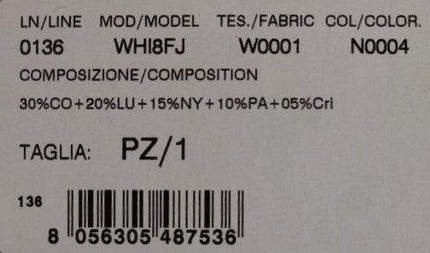 LN/LINE MOD/MODEL TES./FABRIC COL/COLOR.
0136 WHI8FJ W0001 N0004
COMPOSIZIONE/COMPOSITION
30%CO+20%LU+15%NY+10%PA+05%Cri
TAGLIA: PZ/1
136
8 056305 487536